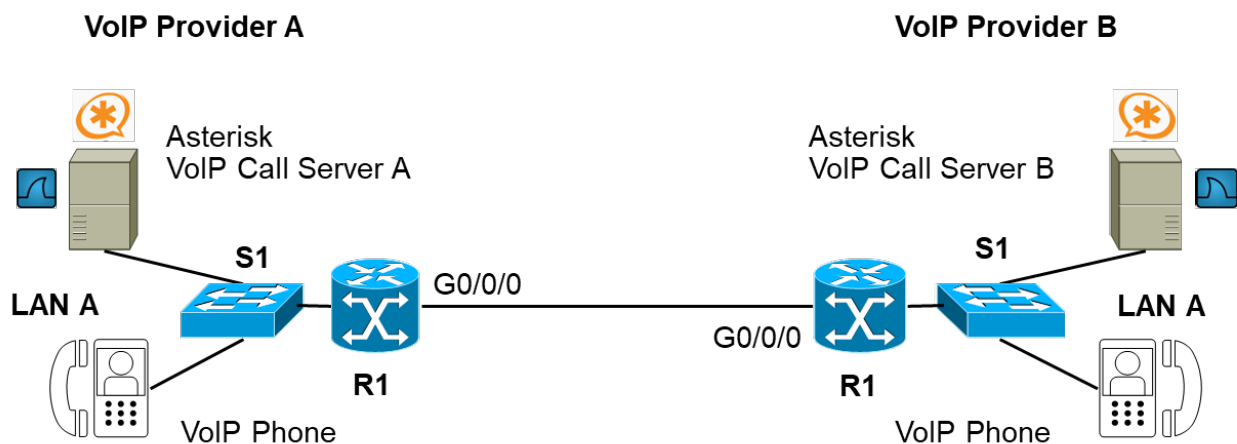 VoIP Provider A
VoIP Provider B
Asterisk
VoIP Call Server A
Asterisk
VoIP Call Server B
S1
S1
G0/0/0
LAN A
LAN A
G0/0/0
R1
R1
VoIP Phone
VoIP Phone